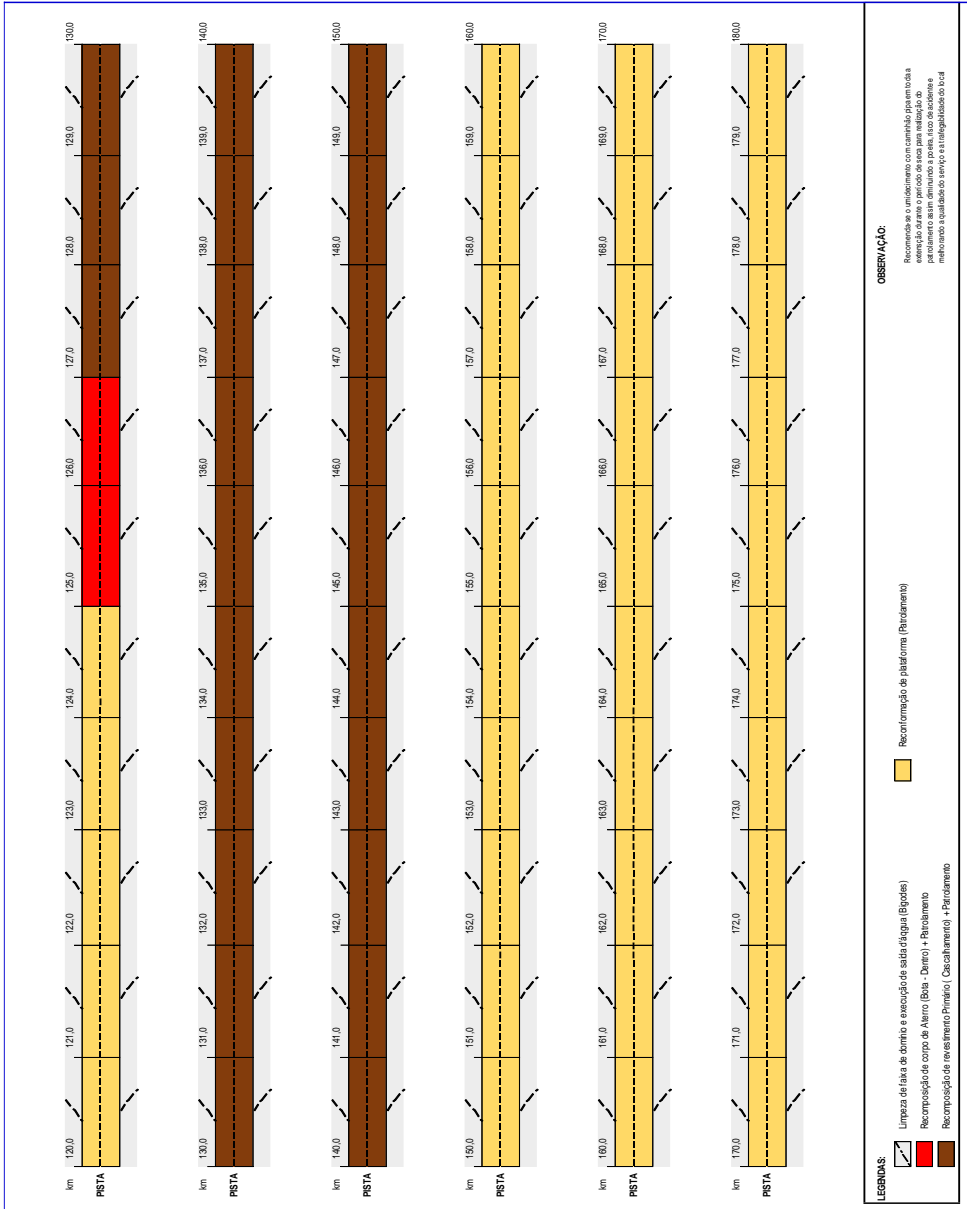 km 120,0 121,0 122,0 123,0 124,0 125,0 126,0 127,0 128,0 129,0 130,0
PISTA
km 130,0 131,0 132,0 133,0 134,0 135,0 136,0 137,0 138,0 139,0 140,0
PISTA
km 140,0 141,0 142,0 143,0 144,0 145,0 146,0 147,0 148,0 149,0 150,0
PISTA
km 150,0 151,0 152,0 153,0 154,0 155,0 156,0 157,0 158,0 159,0 160,0
PISTA
km 160,0 161,0 162,0 163,0 164,0 165,0 166,0 167,0 168,0 169,0 170,0
PISTA
km 170,0 171,0 172,0 173,0 174,0 175,0 176,0 177,0 178,0 179,0 180,0
PISTA
LEGENDAS:
Limpeza de faixa de domínio e execução de saída d'áqgua (Bigodes)
Recomposição de corpo de Aterro (Bota - Dentro) + Patrolamento
Recomposição de revestimento Primário ( Cascalhamento) + Patrolamento
Reconformação de plataforma (Patrolamento)
OBSERVAÇÃO:
Recomenda-se o umidecimento com caminhão pipa em toda a
extensição durante o período de seca para realização do
patrolamento assim diminuindo a poeira, risco de acidente e
melhorando a qualidade do serviço e a trafegabilidade do local